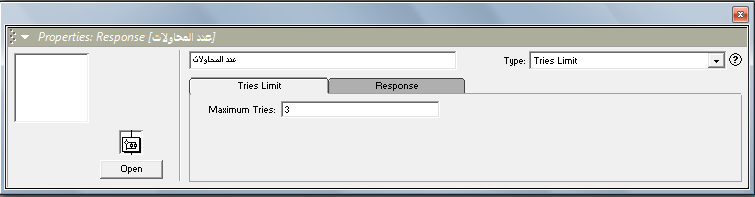 Properties: Response [عدد المحاولات]
عدد المحاولات
Type: Tries Limit
Tries Limit
Response
Maximum Tries: 3
Open